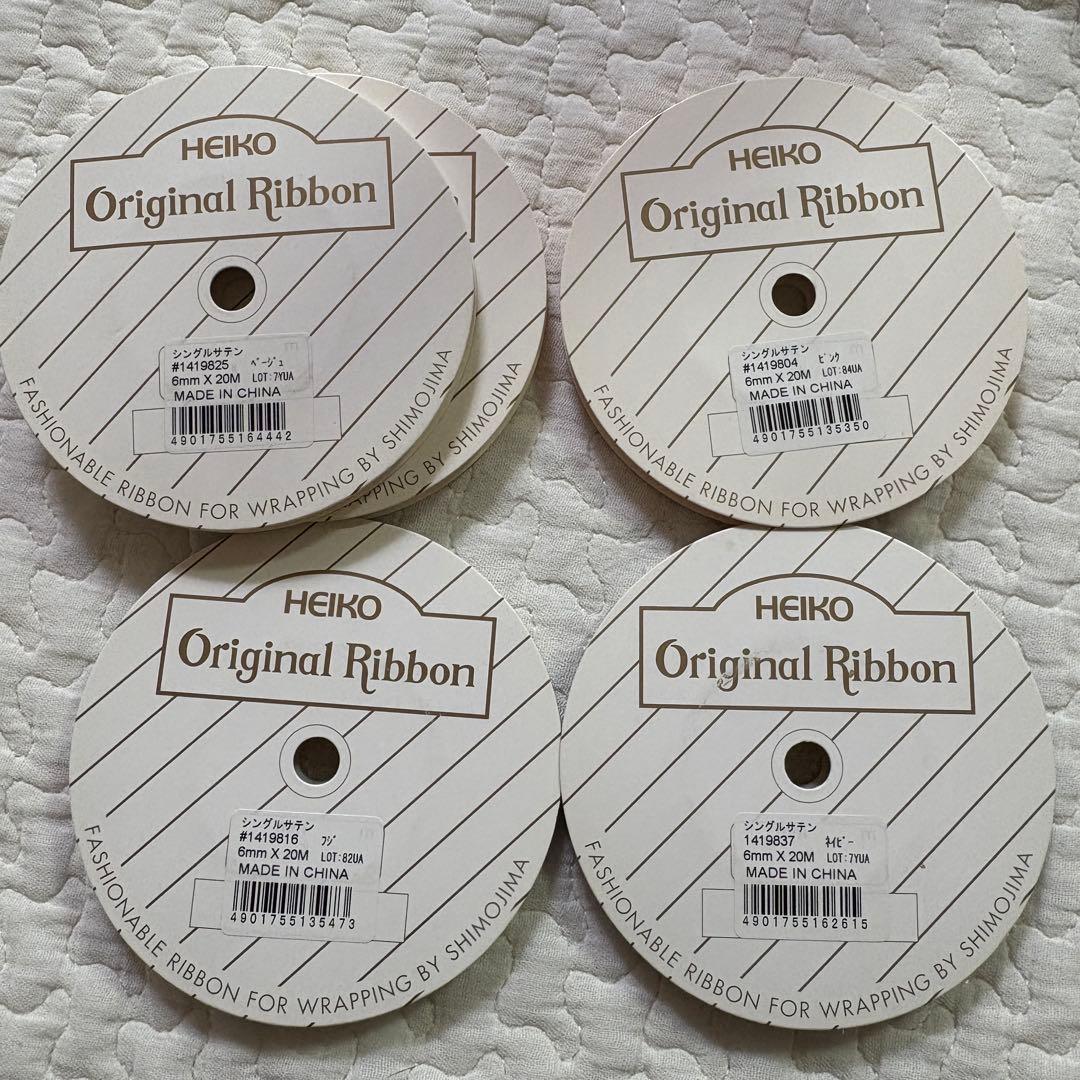 HEIKO
Original Ribbon
シングルサテン
#1419825 ベージュ
6mm X 20M LOT:7YUA
MADE IN CHINA
4901755164442
FASHIONABLE RIBBON FOR WRAPPING BY SHIMOJIMA
WRAPPING BY SHIMOJIMA
HEIKO
Original Ribbon
シングルサテン
#1419804 ピンク
6mm X 20M LOT:84UA
MADE IN CHINA
4901755135350
FASHIONABLE RIBBON FOR WRAPPING BY SHIMOJIMA
HEIKO
Original Ribbon
シングルサテン
#1419816 フジ
6mm X 20M LOT:82UA
MADE IN CHINA
4901755135473
FASHIONABLE RIBBON FOR WRAPPING BY SHIMOJIMA
HEIKO
Original Ribbon
シングルサテン
1419837 ネイビー
6mm X 20M LOT:7YUA
MADE IN CHINA
4901755162615
FASHIONABLE RIBBON FOR WRAPPING BY SHIMOJIMA